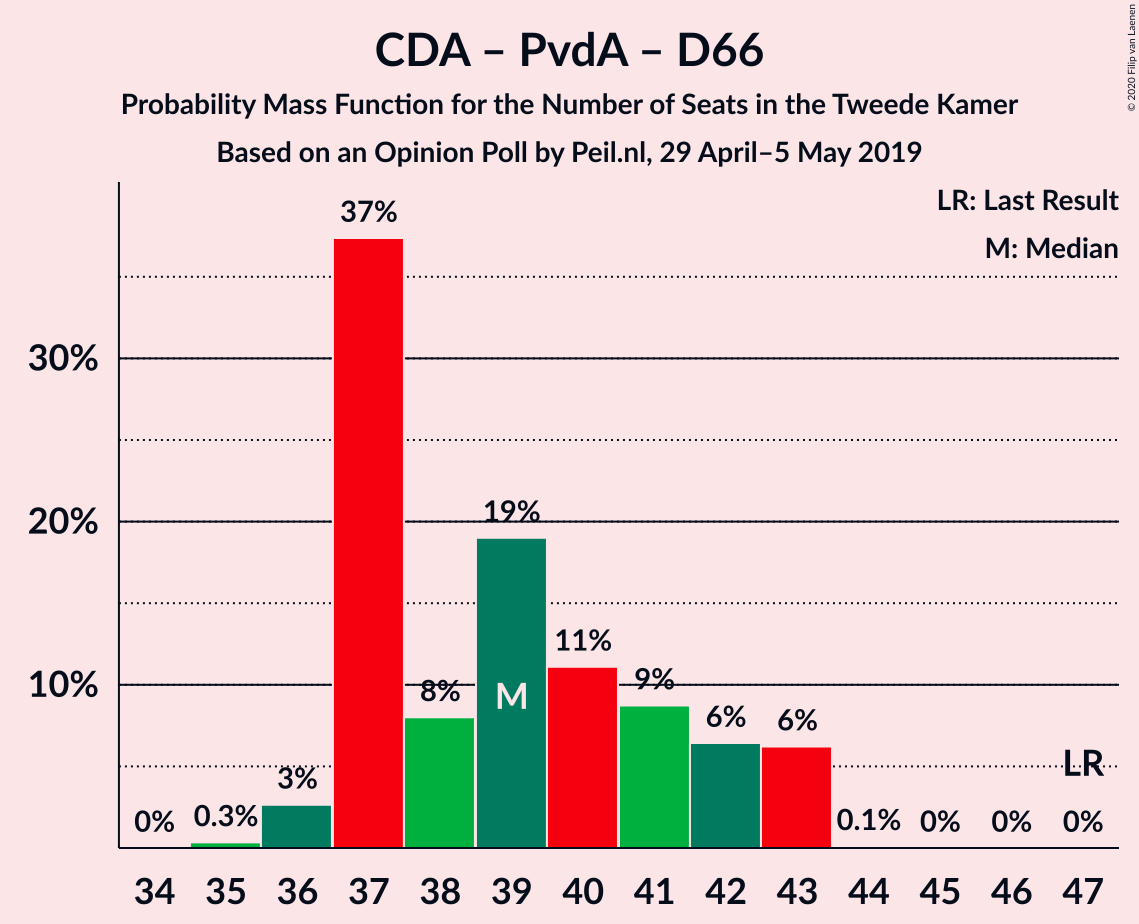 CDA – PvdA – D66
Probability Mass Function for the Number of Seats in the Tweede Kamer
Based on an Opinion Poll by Peil.nl, 29 April–5 May 2019
© 2020 Filip van Laenen
LR: Last Result
M: Median
37%
30%
20%
19%
11%
10%
8%
M
9%
6%
6%
LR
3%
0%
0.3%
0.1%
0%
0%
0%
34 35 36 37 38 39 40 41 42 43 44 45 46 47